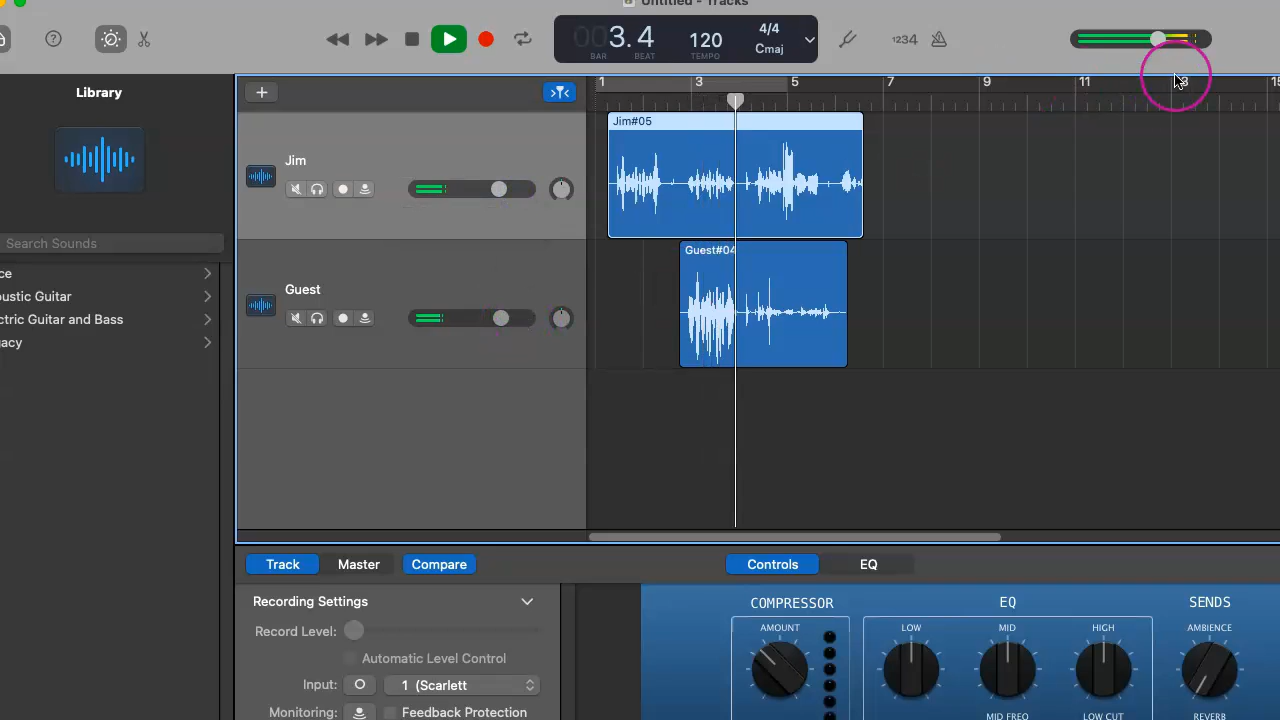 Untitled - Tracks
3. 4
BAR
BEAT
120
TEMPO
4/4
Cmaj
1234
Library
1
3
5
7
9
11
Jim#05
Jim
Search Sounds
Guest#04
Guest
ustic Guitar
ctric Guitar and Bass
gacy
Track
Master
Compare
Controls
EQ
Recording Settings
Record Level:
Automatic Level Control
Input:
1 (Scarlett
Monitoring:
Feedback Protection
COMPRESSOR
EQ
SENDS
AMOUNT
LOW
MID
HIGH
AMBIENCE
MID FREQ
LOW CUT
REVERB